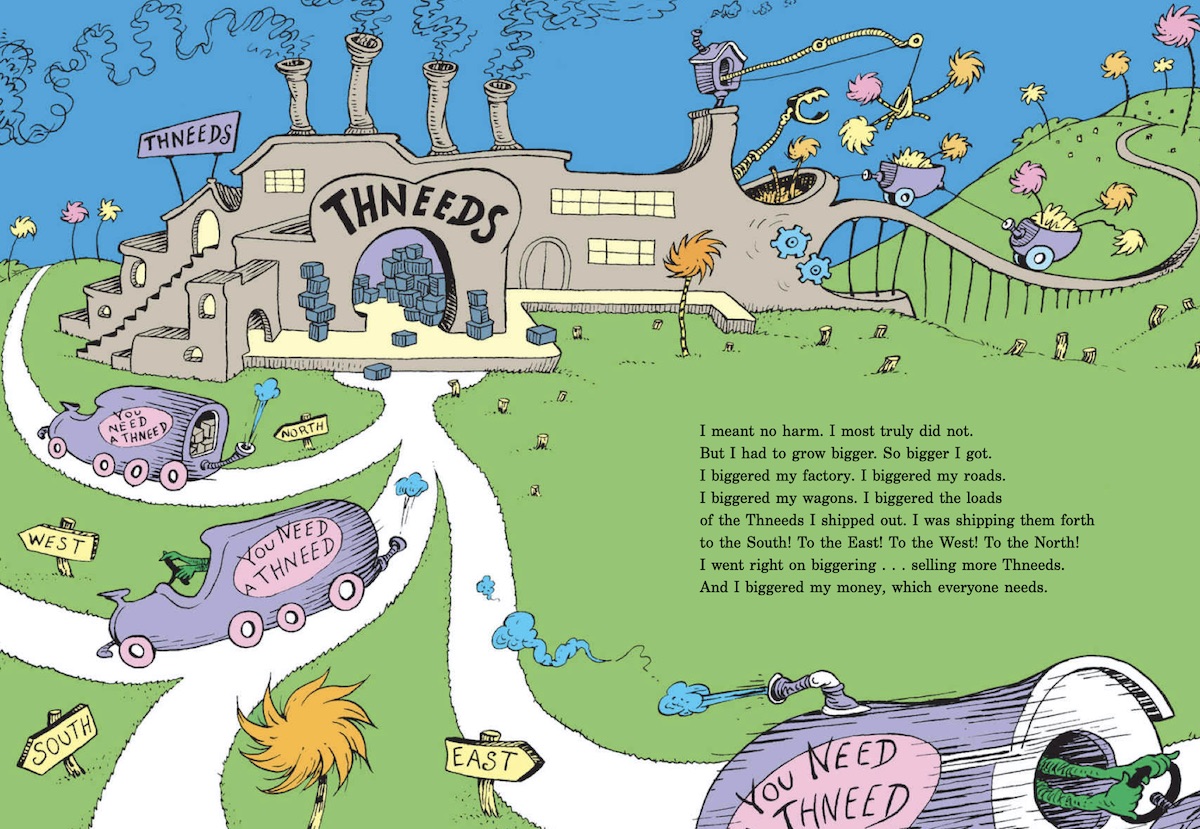 THNEEDS
THNEEDS
YOU
NEED
A THNEED
NORTH
WEST
YOU NEED
A THNEED
SOUTH
EAST
I meant no harm. I most truly did not.
But I had to grow bigger. So bigger I got.
I biggered my factory. I biggered my roads.
I biggered my wagons. I biggered the loads
of the Thneeds I shipped out. I was shipping them forth
to the South! To the East! To the West! To the North!
I went right on biggering . . . selling more Thneeds.
And I biggered my money, which everyone needs.
YOU NEED
THNEED